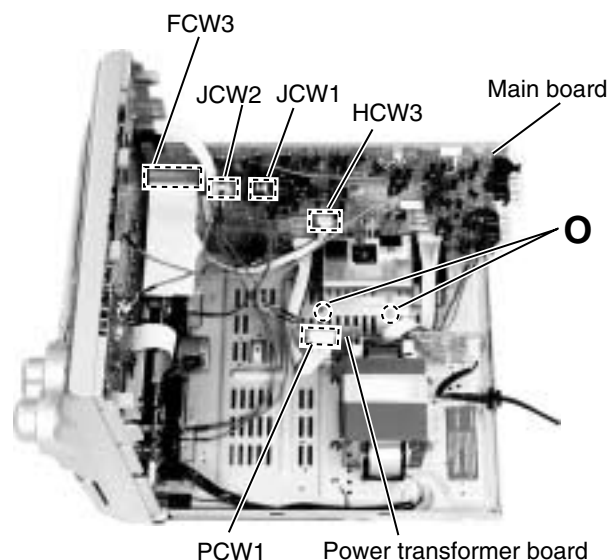 FCW3
JCW2 JCW1
HCW3
Main board
O
PCW1
Power transformer board